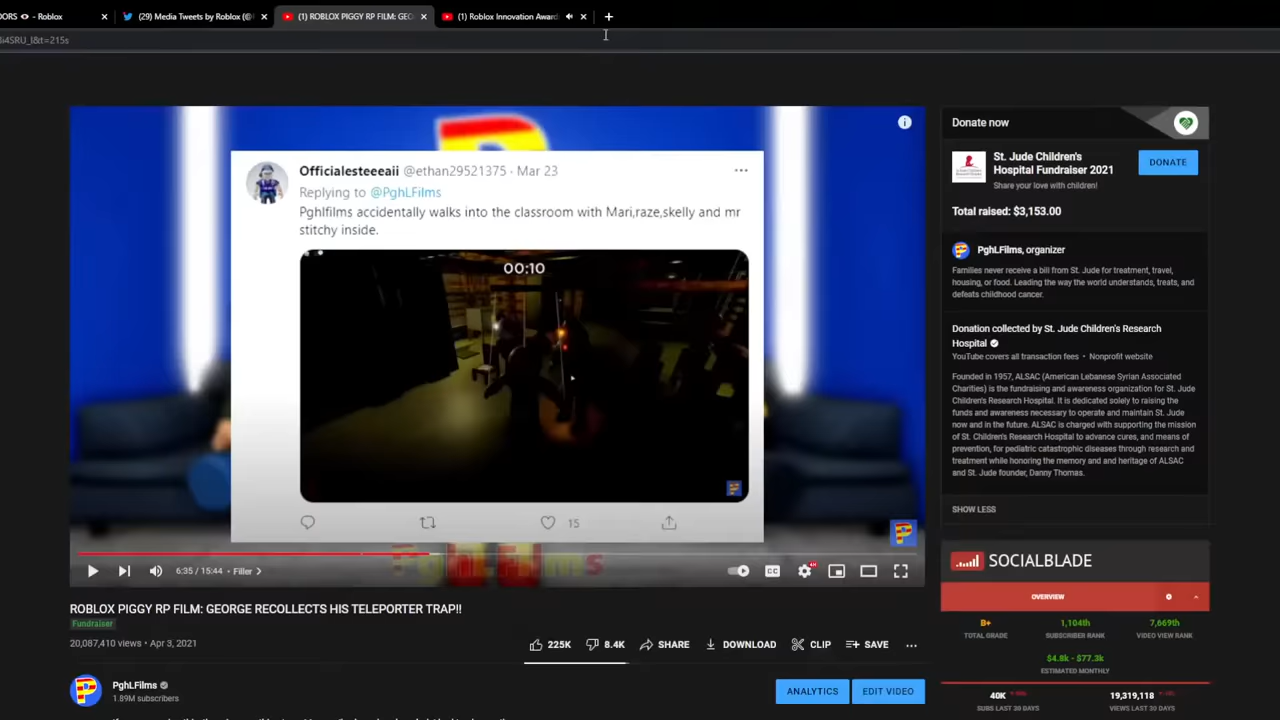 OORS - Roblox
(29) Media Tweets by Roblox (@
(1) ROBLOX PIGGY RP FILM: GEO
(1) Roblox Innovation Award
li4SRU_I&t=215s
Officialesteeeaii @ethan29521375 · Mar 23
Replying to @PghLFilms
Pghlfilms accidentally walks into the classroom with Mari,raze,skelly and mr
stitchy inside.
00:10
15
PghLFilms
6:35 / 15:44 • Filler
CC
ROBLOX PIGGY RP FILM: GEORGE RECOLLECTS HIS TELEPORTER TRAP!!
Fundraiser
20,087,410 views • Apr 3, 2021
225K
8.4K
SHARE
DOWNLOAD
CLIP
SAVE
PghLFilms
1.89M subscribers
ANALYTICS
EDIT VIDEO
Donate now
St. Jude Children's
Hospital Fundraiser 2021
Share your love with children!
DONATE
Total raised: $3,153.00
PghLFilms, organizer
Families never receive a bill from St. Jude for treatment, travel,
housing, or food. Leading the way the world understands, treats, and
defeats childhood cancer.
Donation collected by St. Jude Children's Research
Hospital
YouTube covers all transaction fees • Nonprofit website
Founded in 1957, ALSAC (American Lebanese Syrian Associated
Charities) is the fundraising and awareness organization for St. Jude
Children's Research Hospital. It is dedicated solely to raising the
funds and awareness necessary to operate and maintain St. Jude
now and in the future. ALSAC is charged with supporting the mission
of St. Children's Research Hospital to advance cures, and means of
prevention, for pediatric catastrophic diseases through research and
treatment while honoring the memory and and heritage of ALSAC
and St. Jude founder, Danny Thomas.
SHOW LESS
SOCIALBLADE
OVERVIEW
B+
TOTAL GRADE
1,104th
SUBSCRIBER RANK
7,669th
VIDEO VIEW RANK
$4.8k - $77.3k
ESTIMATED MONTHLY
40K
SUBS LAST 30 DAYS
19,319,118
VIEWS LAST 30 DAYS